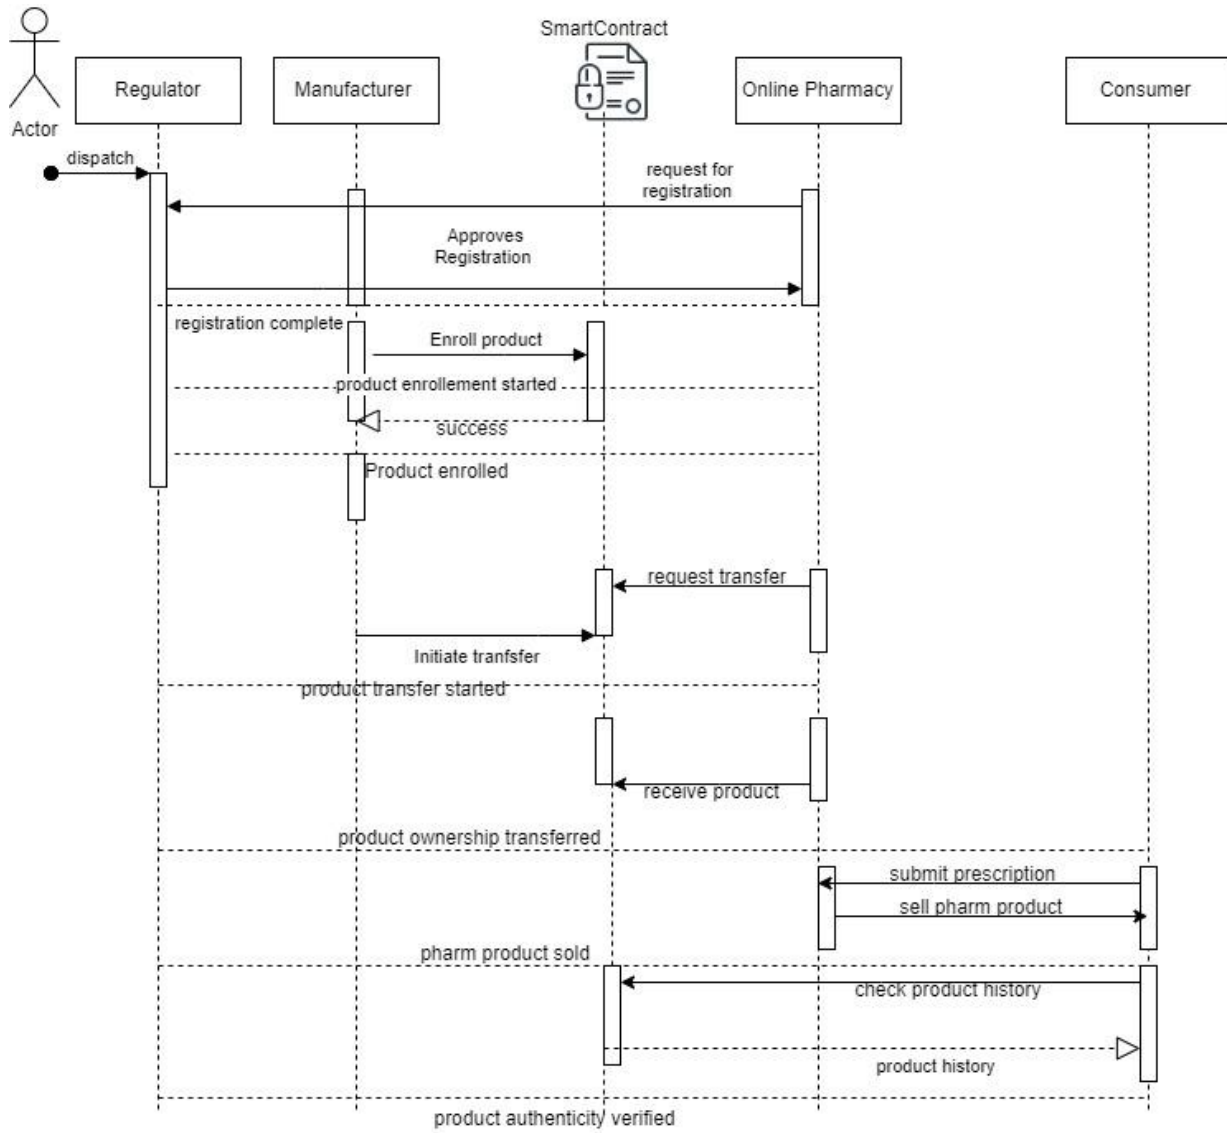 SmartContract
Regulator
Manufacturer
Online Pharmacy
Consumer
Actor
dispatch
request for
registration
Approves
Registration
registration complete
Enroll product
product enrollement started
success
Product enrolled
request transfer
Initiate tranfsfer
product transfer started
receive product
product ownership transferred
submit prescription
sell pharm product
pharm product sold
check product history
product history
product authenticity verified